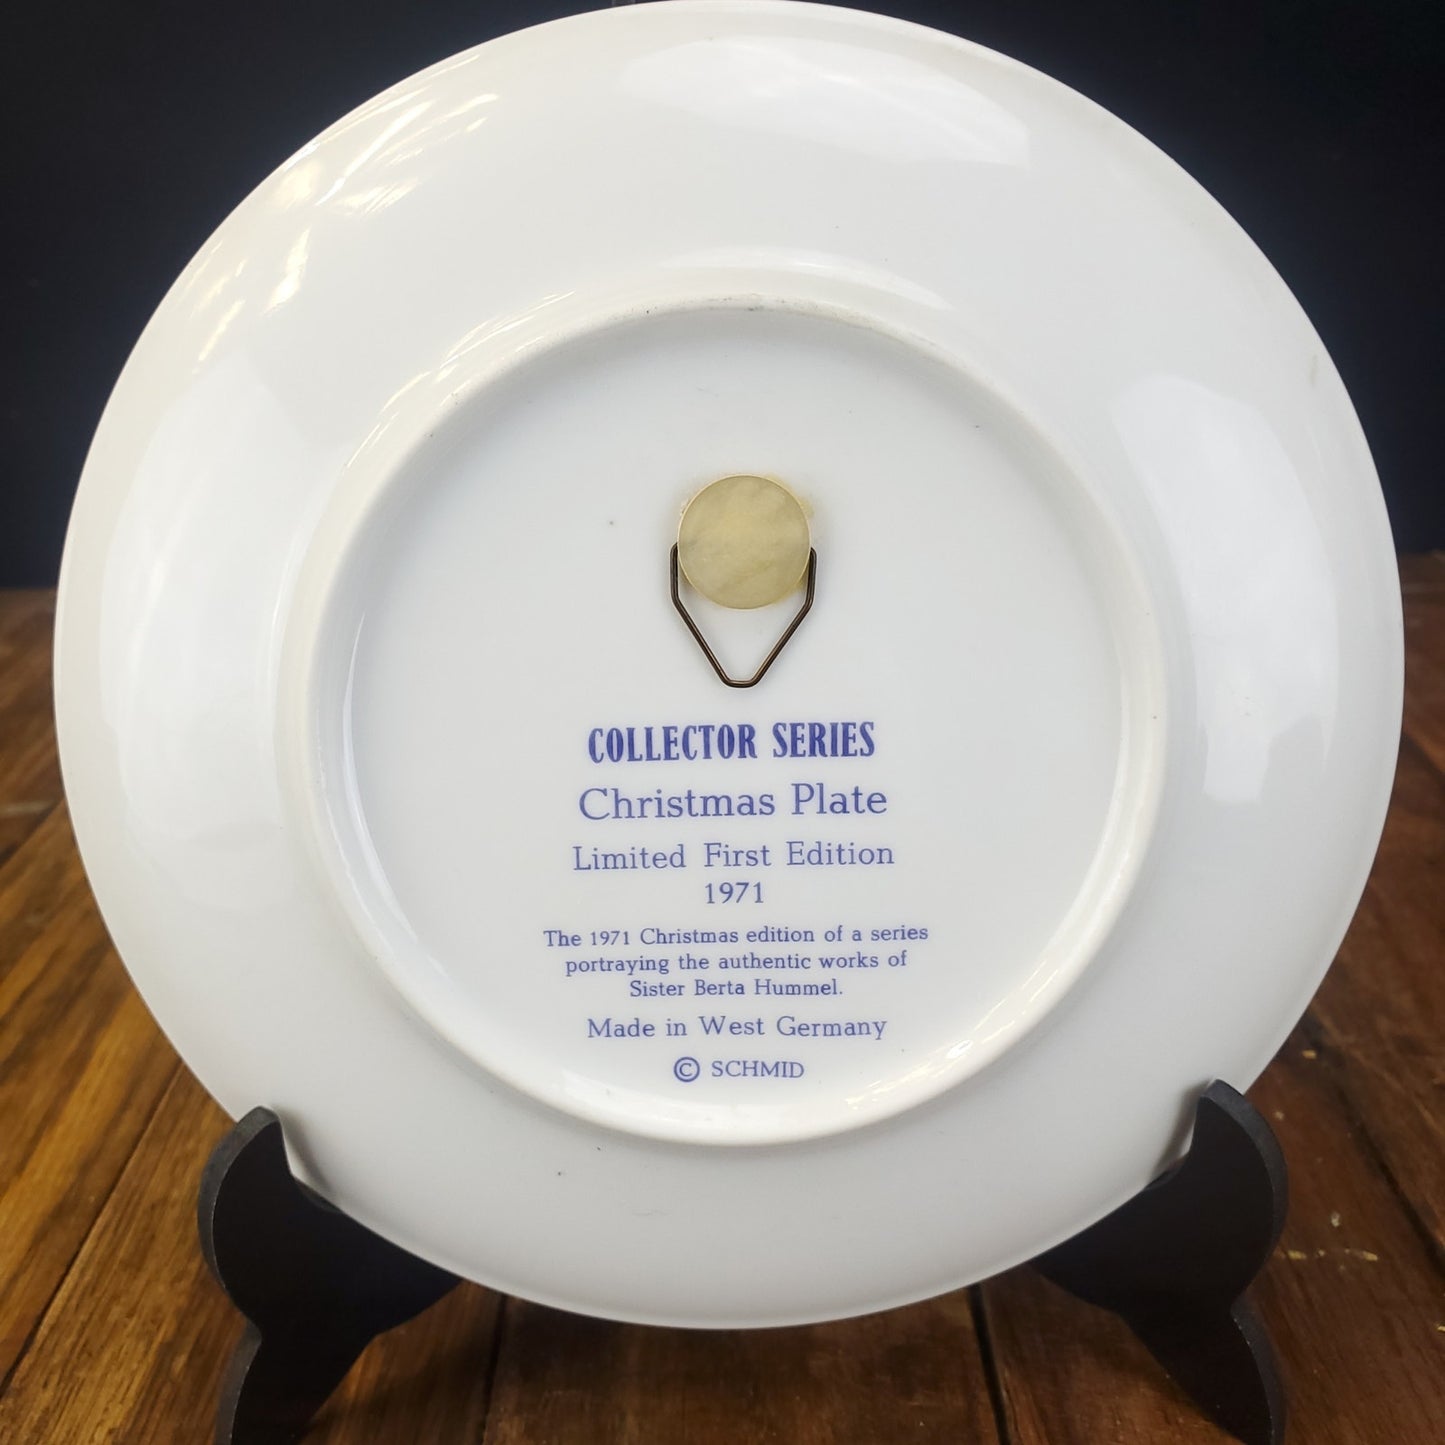 COLLECTOR SERIES
Christmas Plate
Limited First Edition
1971
The 1971 Christmas edition of a series
portraying the authentic works of
Sister Berta Hummel.
Made in West Germany
© SCHMID